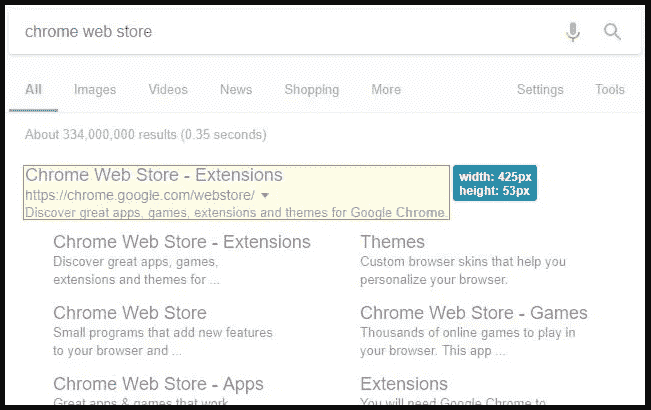 chrome web store
All Images Videos News Shopping More Settings Tools
About 334,000,000 results (0.35 seconds)
Chrome Web Store - Extensions
https://chrome.google.com/webstore/
Discover great apps, games, extensions and themes for Google Chrome.
width: 425px
height: 53px
Chrome Web Store - Extensions
Discover great apps, games,
extensions and themes for ...
Themes
Custom browser skins that help you
personalize your browser.
Chrome Web Store
Small programs that add new features
to your browser and ...
Chrome Web Store - Games
Thousands of online games to play in
your browser. This app ...
Chrome Web Store - Apps
Great apps & games that work
Extensions
You will need Google Chrome to